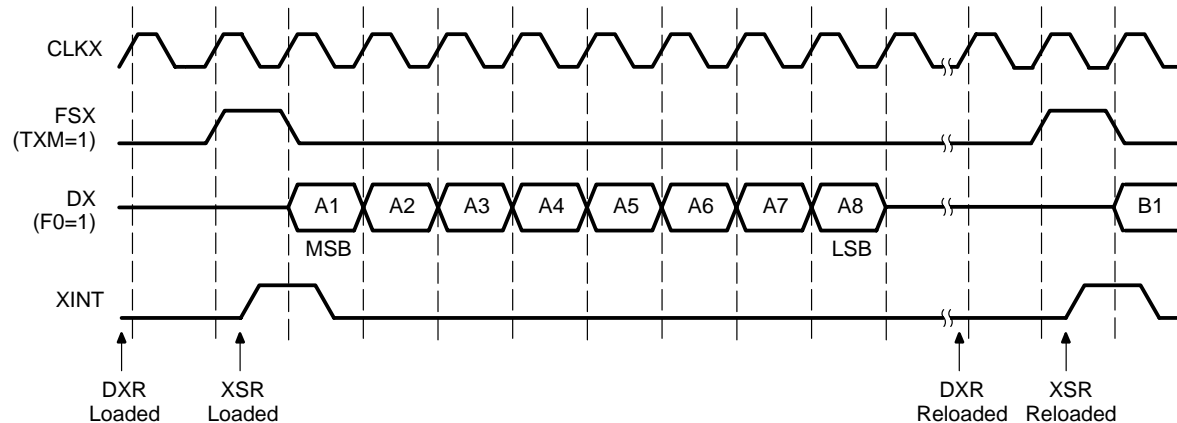 CLKX
FSX
(TXM=1)
DX
(F0=1)
A1
A2
A3
A4
A5
A6
A7
A8
B1
MSB
LSB
XINT
DXR
Loaded
XSR
Loaded
DXR
Reloaded
XSR
Reloaded